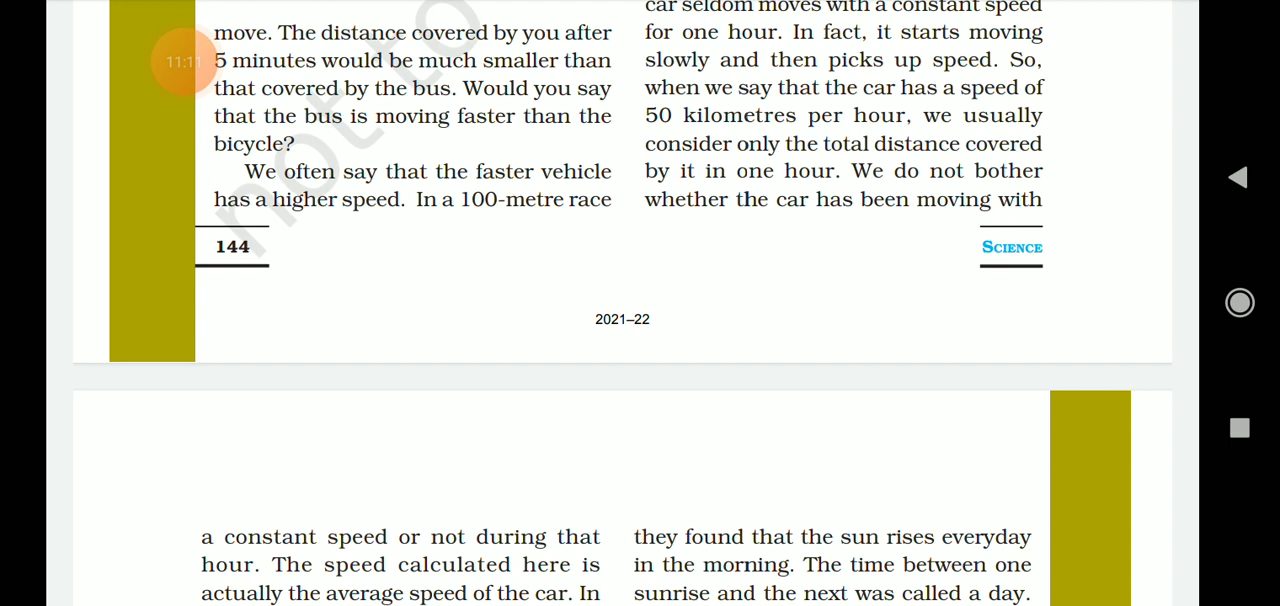 move. The distance covered by you after
5 minutes would be much smaller than
that covered by the bus. Would you say
that the bus is moving faster than the
bicycle?
We often say that the faster vehicle
has a higher speed. In a 100-metre race
car seldom moves with a constant speed
for one hour. In fact, it starts moving
slowly and then picks up speed. So,
when we say that the car has a speed of
50 kilometres per hour, we usually
consider only the total distance covered
by it in one hour. We do not bother
whether the car has been moving with
11:11
not to
144
SCIENCE
2021–22
a constant speed or not during that
hour. The speed calculated here is
actually the average speed of the car. In
they found that the sun rises everyday
in the morning. The time between one
sunrise and the next was called a day.